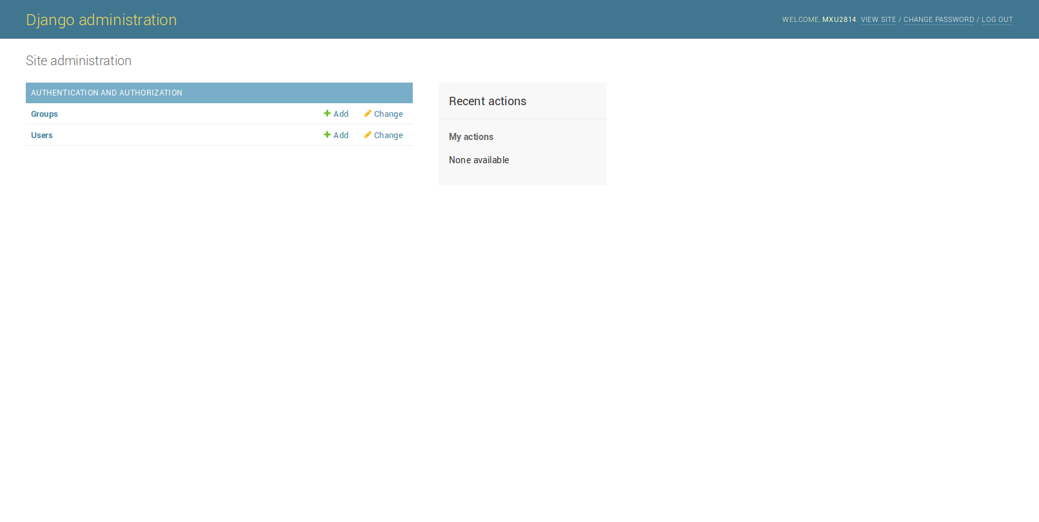 Django administration
WELCOME, MXU2814. VIEW SITE / CHANGE PASSWORD / LOG OUT
Site administration
AUTHENTICATION AND AUTHORIZATION
Groups Add Change
Users Add Change
Recent actions
My actions
None available